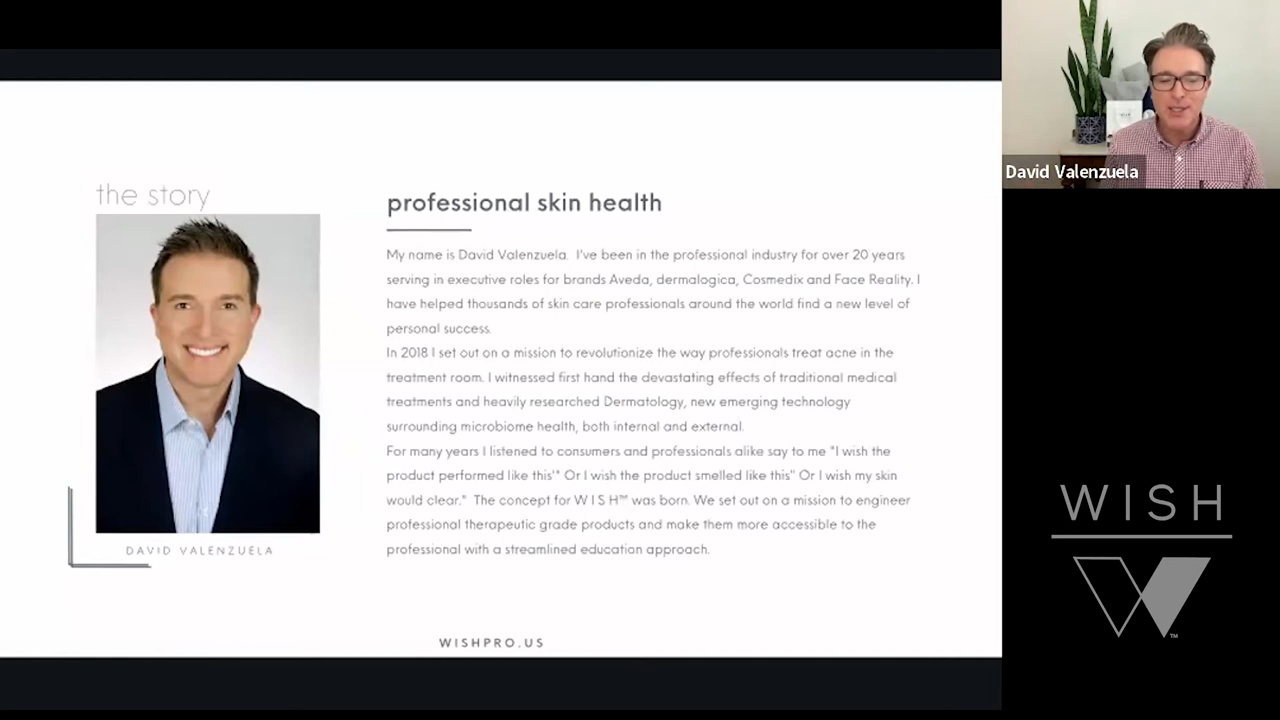 the story
DAVID VALENZUELA
professional skin health
My name is David Valenzuela. I've been in the professional industry for over 20 years
serving in executive roles for brands Aveda, dermalogica, Cosmedix and Face Reality. I
have helped thousands of skin care professionals around the world find a new level of
personal success.
In 2018 I set out on a mission to revolutionize the way professionals treat acne in the
treatment room. I witnessed first hand the devastating effects of traditional medical
treatments and heavily researched Dermatology, new emerging technology
surrounding microbiome health, both internal and external.
For many years I listened to consumers and professionals alike say to me "I wish the
product performed like this'" Or I wish the product smelled like this" Or I wish my skin
would clear." The concept for W I S H™ was born. We set out on a mission to engineer
professional therapeutic grade products and make them more accessible to the
professional with a streamlined education approach.
WISHPRO.US
David Valenzuela
WISH
™